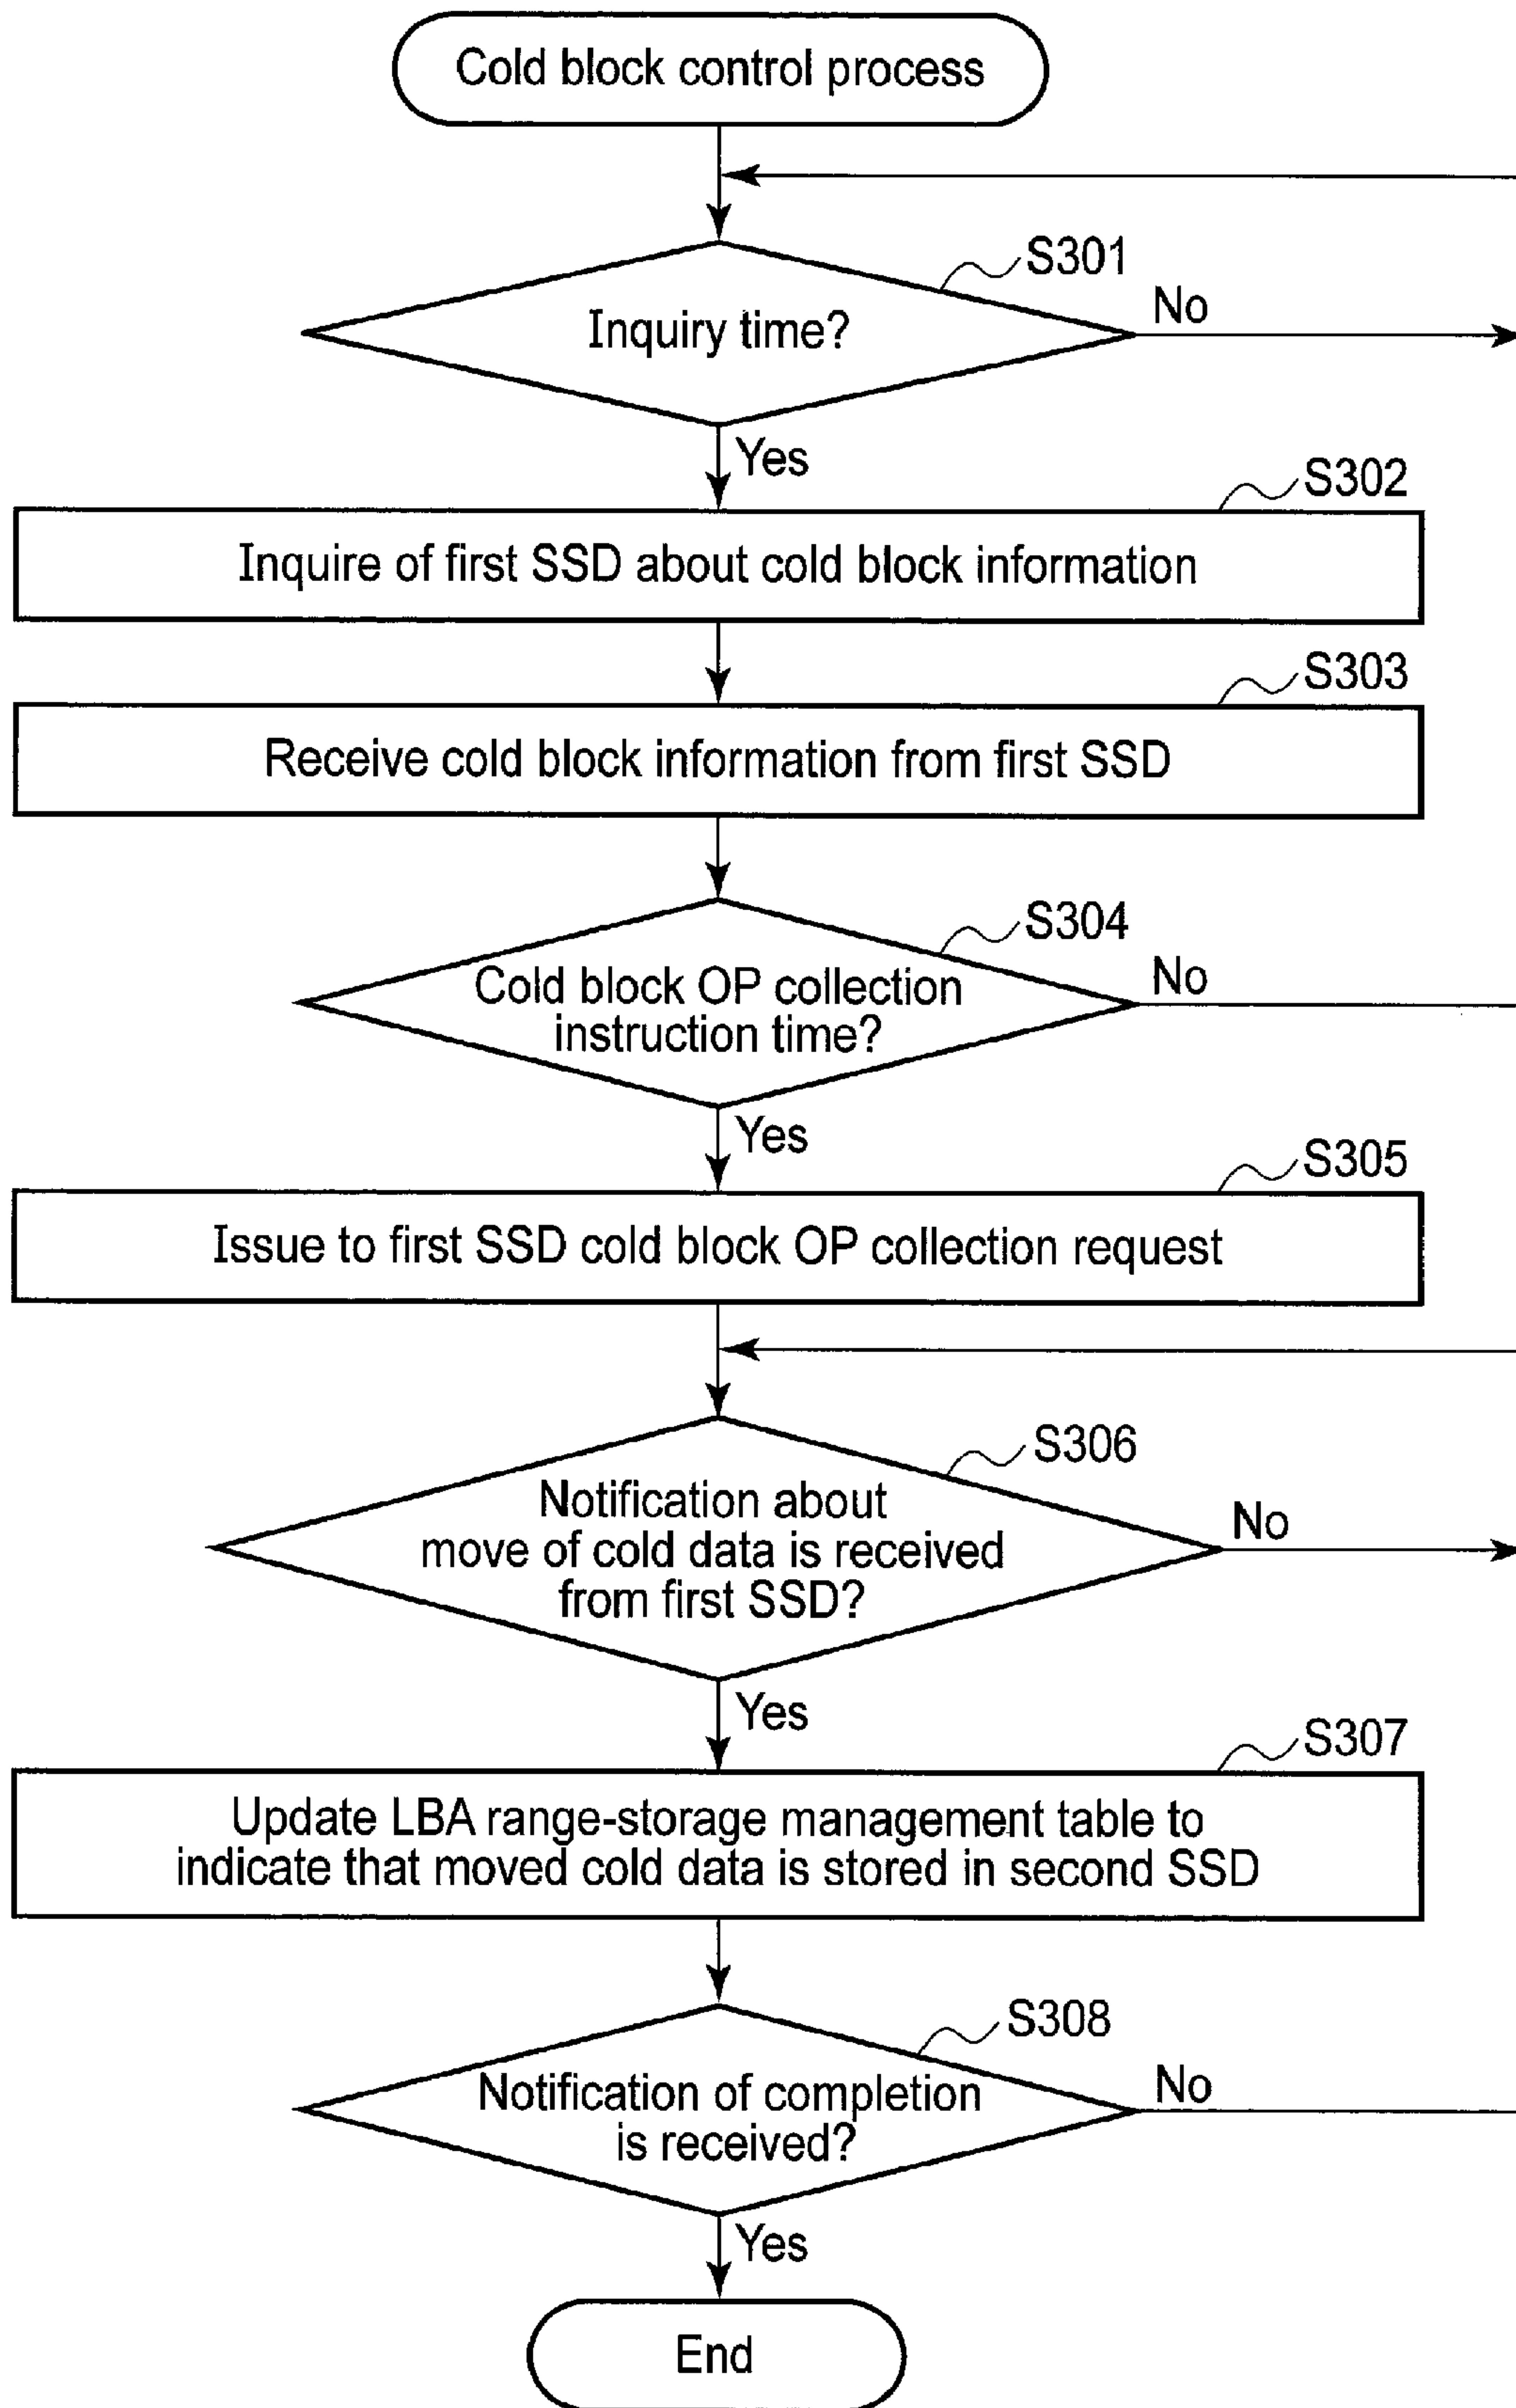 Cold block control process
S301
Inquiry time?
No
Yes
S302
Inquire of first SSD about cold block information
S303
Receive cold block information from first SSD
S304
Cold block OP collection
instruction time?
No
Yes
S305
Issue to first SSD cold block OP collection request
S306
Notification about
move of cold data is received
from first SSD?
No
Yes
S307
Update LBA range-storage management table to
indicate that moved cold data is stored in second SSD
S308
Notification of completion
is received?
No
Yes
End